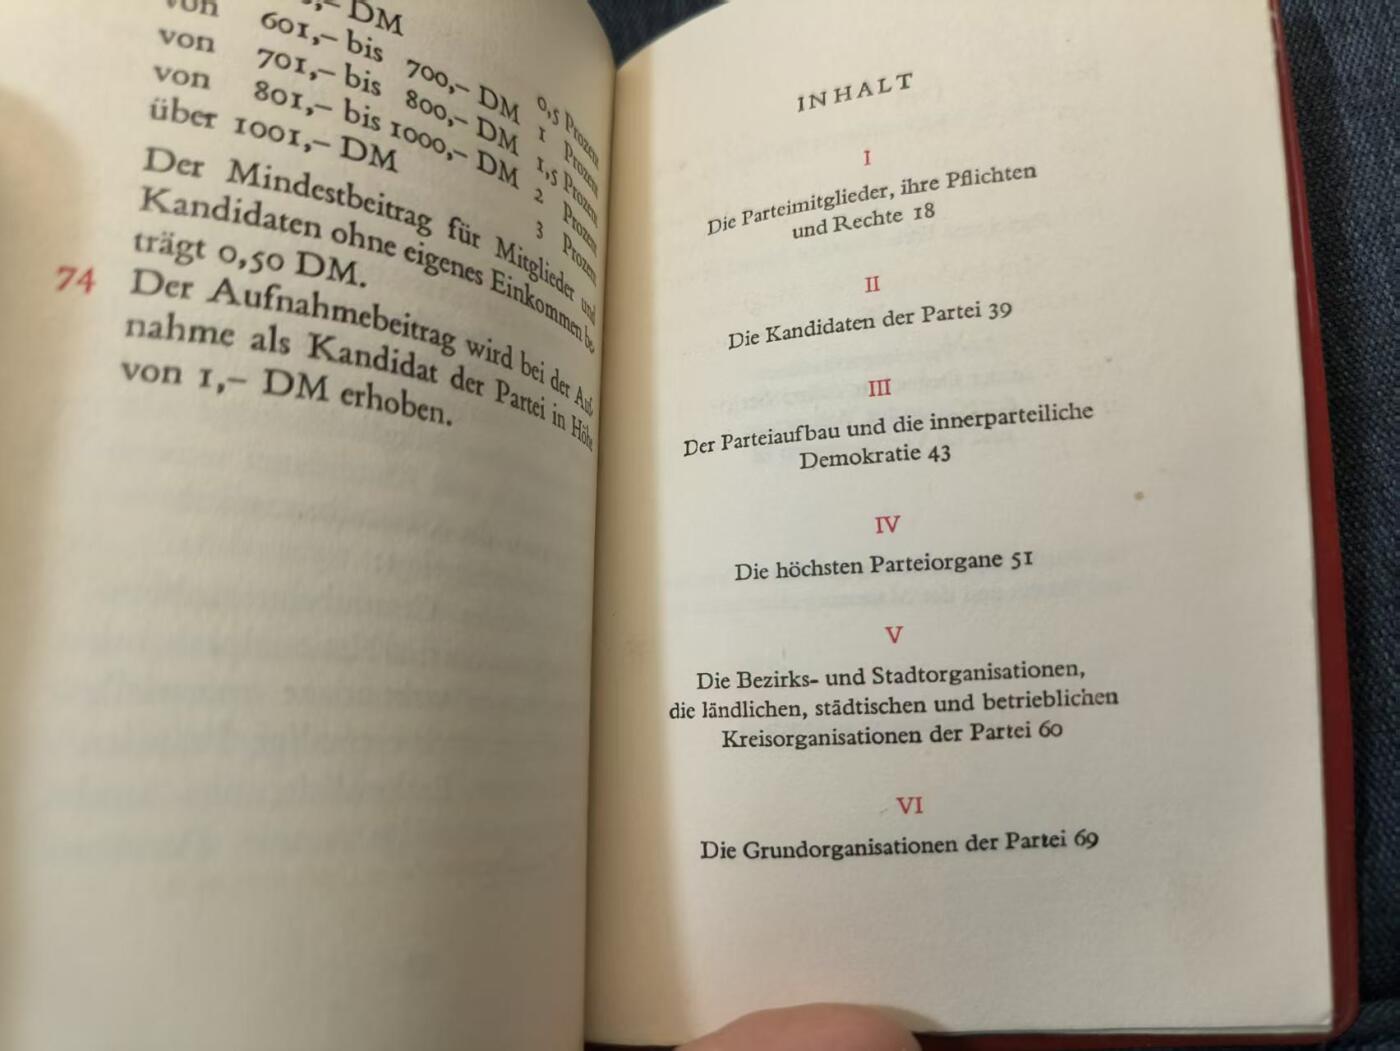 DM
von 601,– bis 700,– DM 0,5 Prozent
von 701,– bis 800,– DM 1 Prozent
von 801,– bis 1000,– DM 1,5 Prozent
über 1001,– DM 2 Prozent
3 Prozent
Der Mindestbeitrag für Mitglieder und
Kandidaten ohne eigenes Einkommen be-
trägt 0,50 DM.
74 Der Aufnahmebeitrag wird bei der Auf-
nahme als Kandidat der Partei in Höhe
von 1,– DM erhoben.
INHALT
I
Die Parteimitglieder, ihre Pflichten
und Rechte 18
II
Die Kandidaten der Partei 39
III
Der Parteiaufbau und die innerparteiliche
Demokratie 43
IV
Die höchsten Parteiorgane 51
V
Die Bezirks- und Stadtorganisationen,
die ländlichen, städtischen und betrieblichen
Kreisorganisationen der Partei 60
VI
Die Grundorganisationen der Partei 69